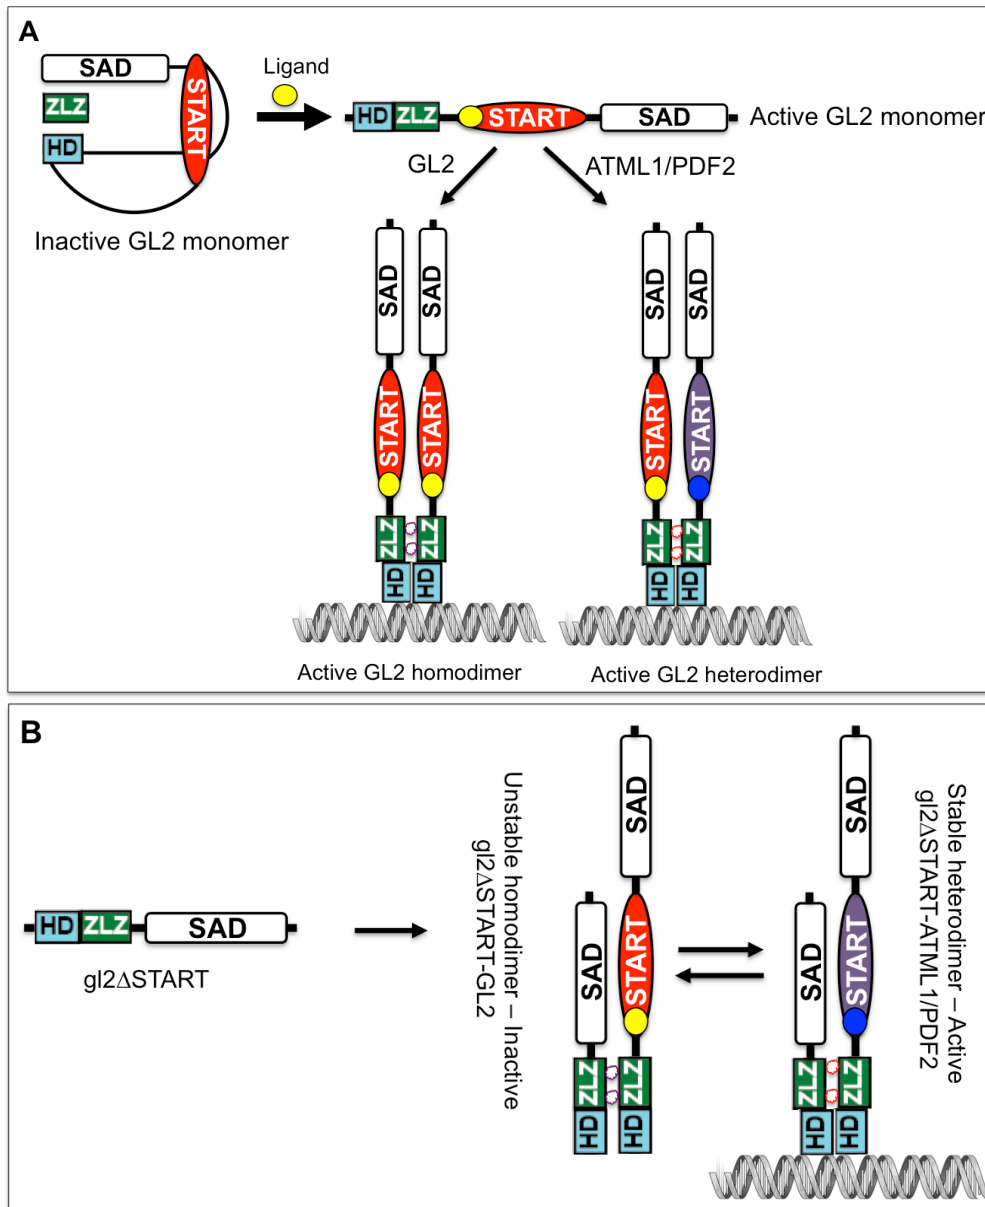 A
SAD
ZLZ
HD
START
Inactive GL2 monomer
Ligand
HD ZLZ START SAD
Active GL2 monomer
GL2
ATML1/PDF2
SAD SAD
START START
ZLZ ZLZ
HD HD
Active GL2 homodimer
SAD SAD
START START
ZLZ ZLZ
HD HD
Active GL2 heterodimer
B
HD ZLZ SAD
gl2ΔSTART
Unstable homodimer – Inactive
gl2ΔSTART-GL2
SAD
SAD START
ZLZ ZLZ
HD HD
SAD
SAD START
ZLZ ZLZ
HD HD
Stable heterodimer – Active
gl2ΔSTART-ATML1/PDF2